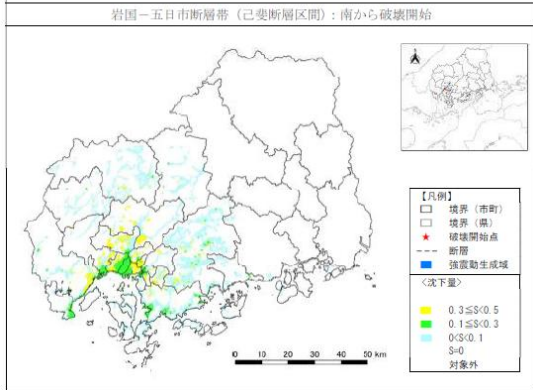 岩国－五日市断層帯（己斐断層区間）：南から破壊開始
【凡例】
境界（市町）
境界（県）
破壊開始点
断層
強震動生成域
<沈下量>
0.3≦S<0.5
0.1≦S<0.3
0<S<0.1
S=0
対象外
0 10 20 30 40 50 km